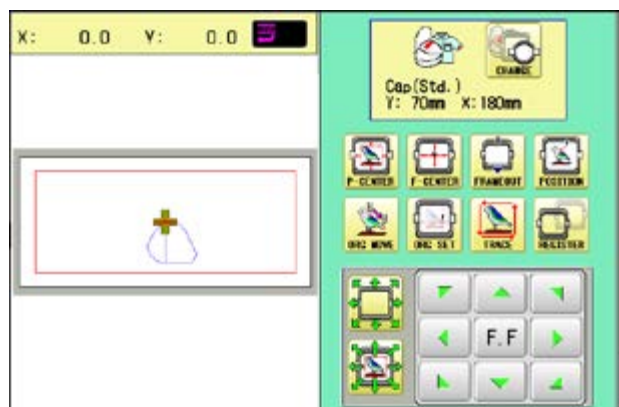 X: 0.0 Y: 0.0
CHANGE
Cap(Std.)
Y: 70mm X:180mm
P-CENTER F-CENTER FRAMEOUT POSITION
ORG MOVE ORG SET TRACE REGISTER
F.F